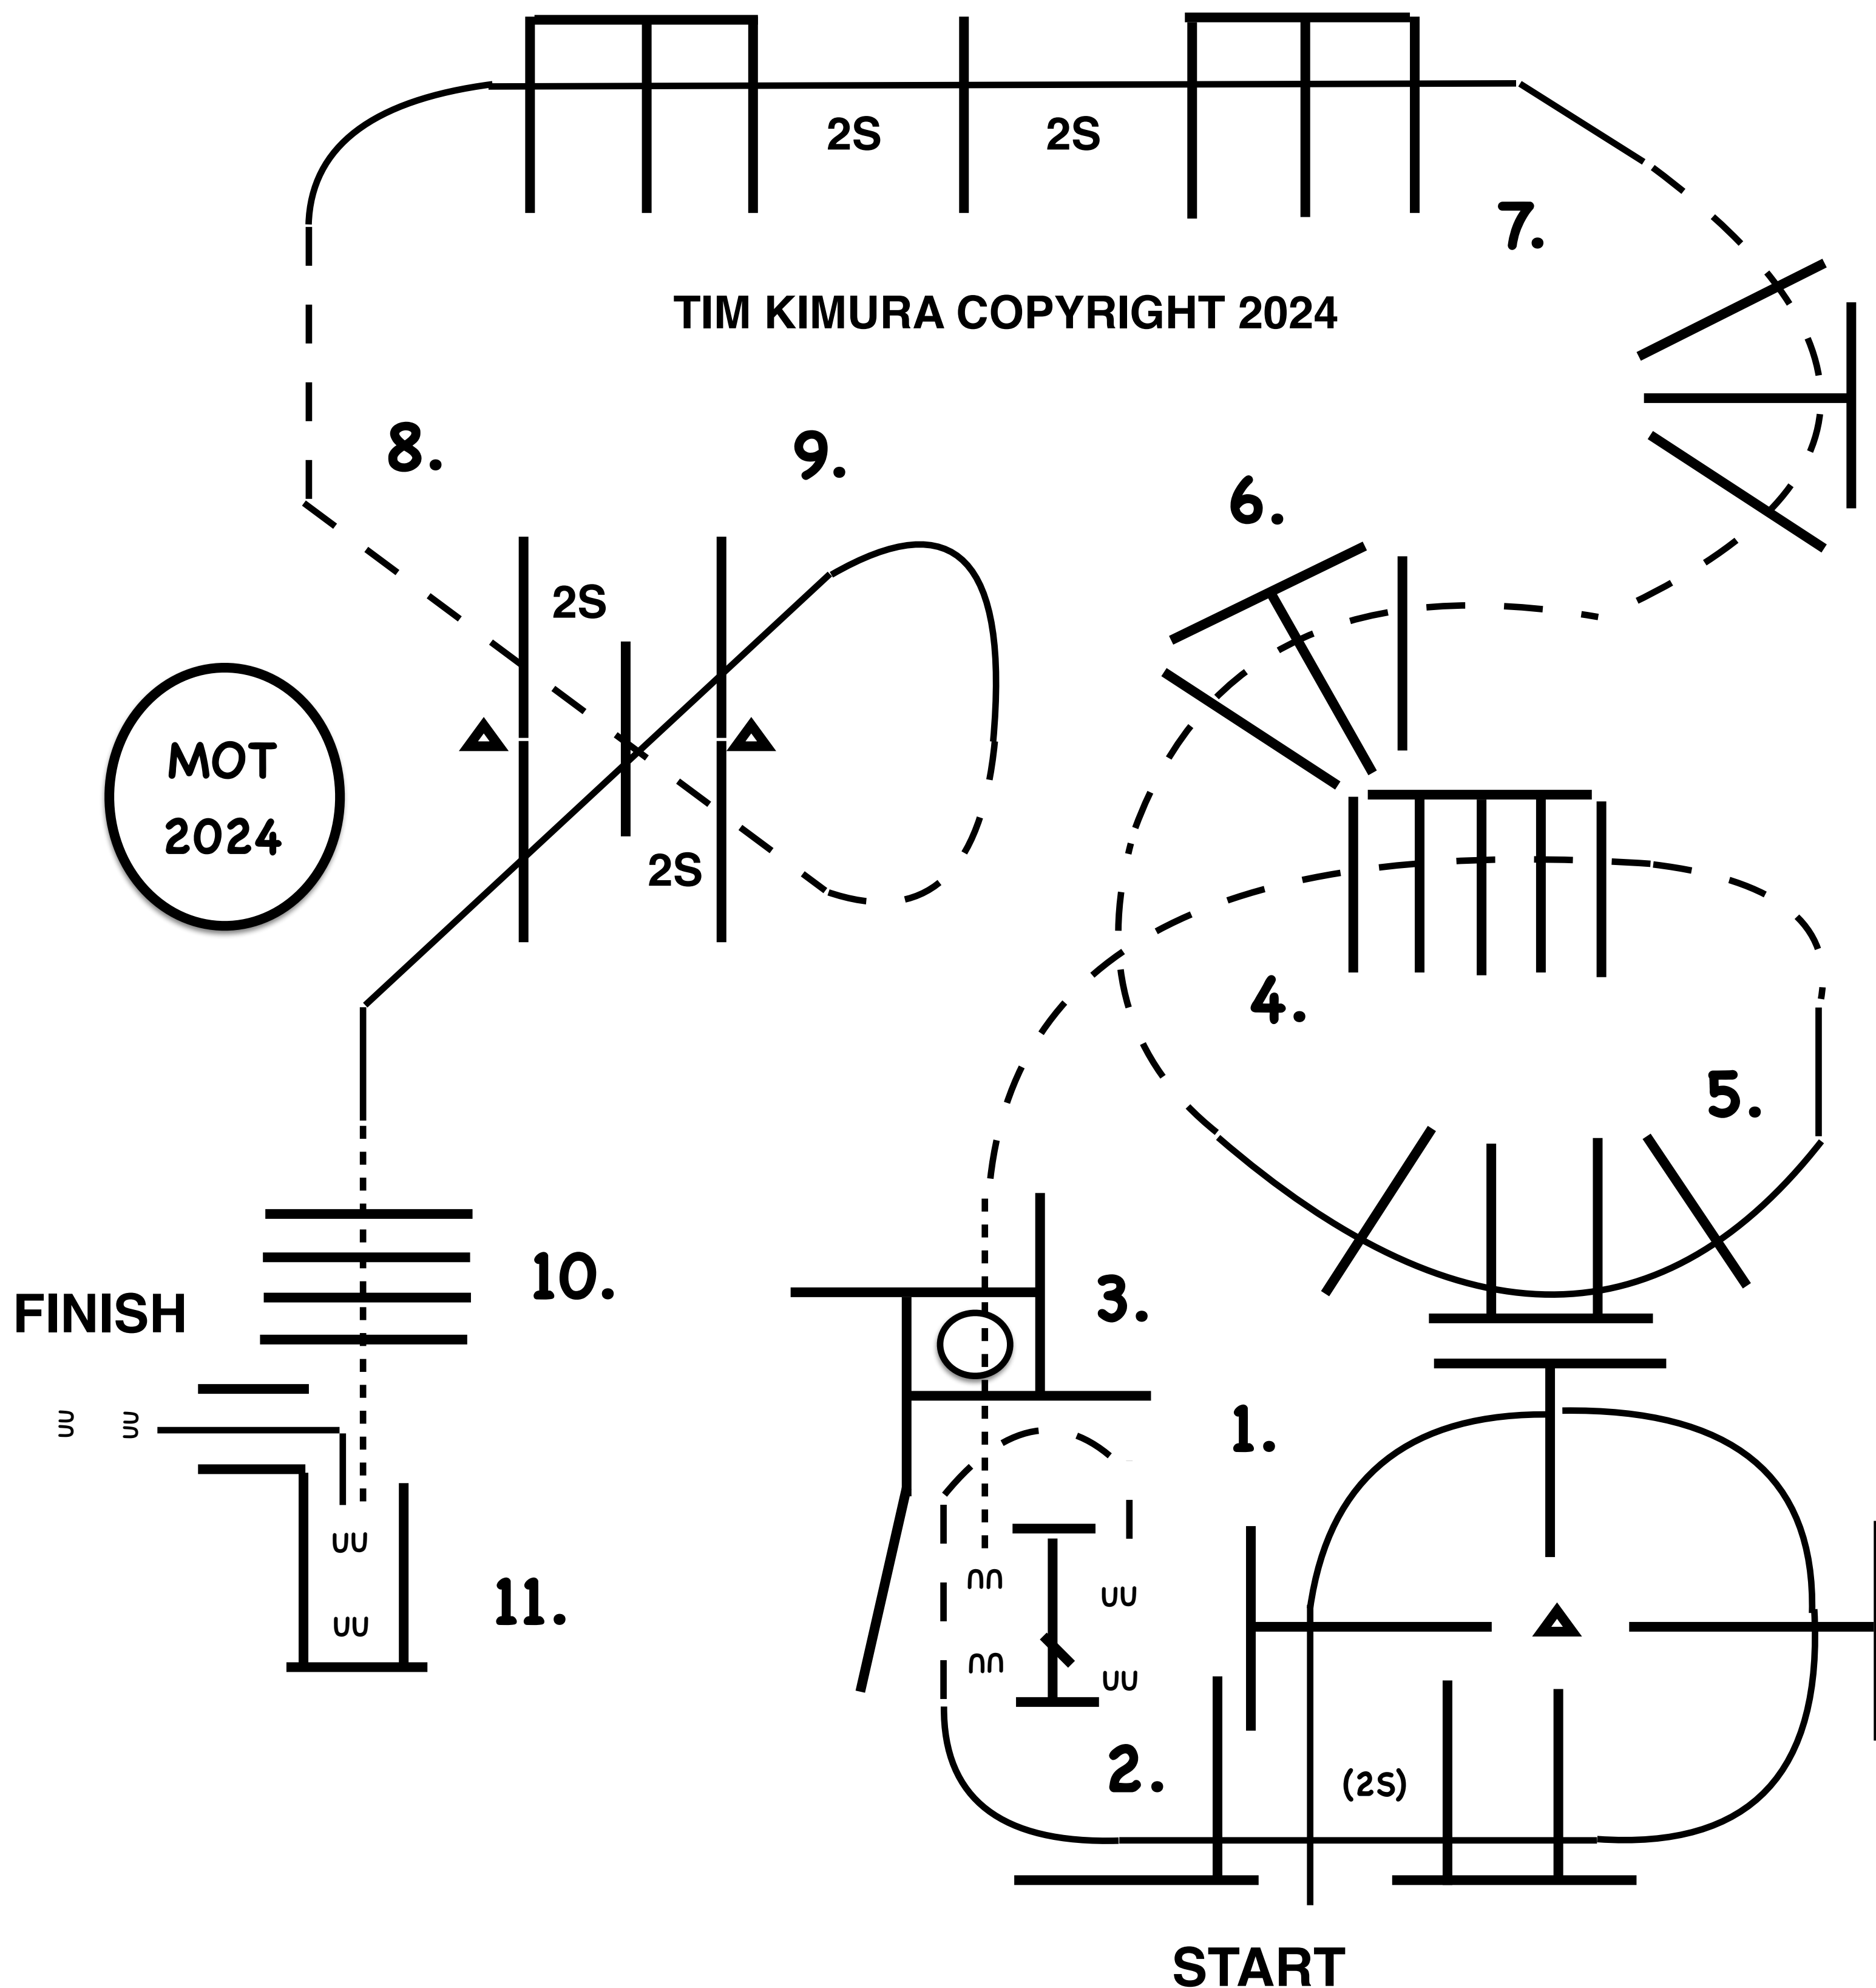 2S 2S
7.
TIM KIMURA COPYRIGHT 2024
8.
9.
6.
2S
MOT
2024
2S
4.
5.
10.
3.
FINISH
1.
11.
2.
(2S)
START